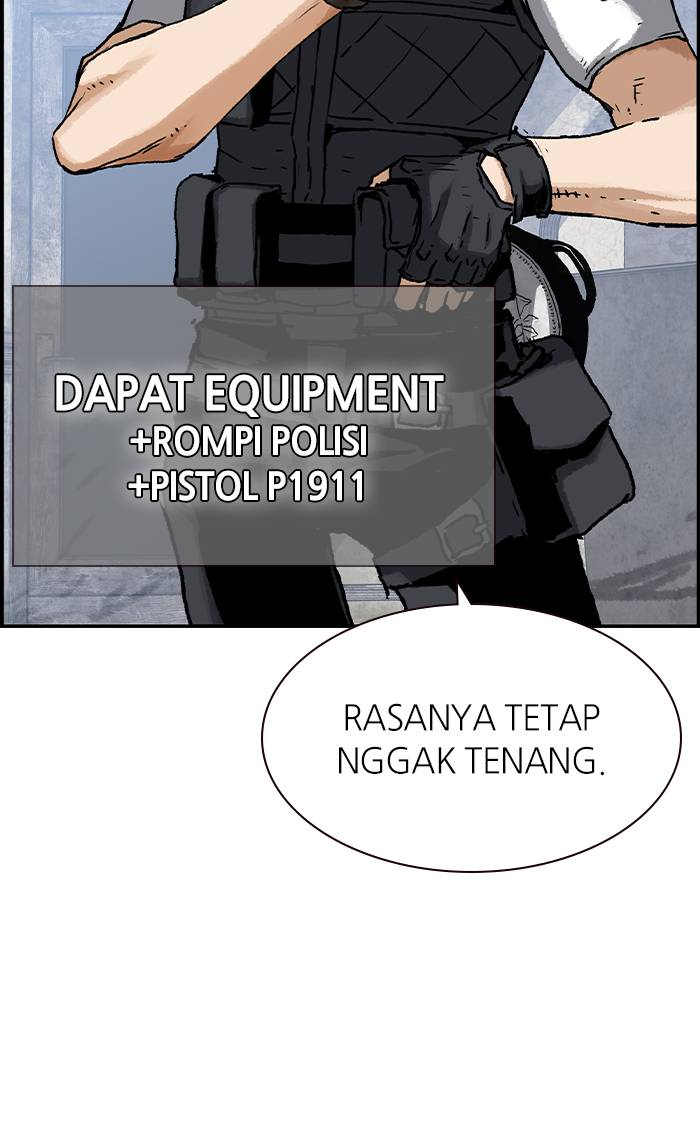 DAPAT EQUIPMENT
+ROMPI POLISI
+PISTOL P1911
RASANYA TETAP
NGGAK TENANG.